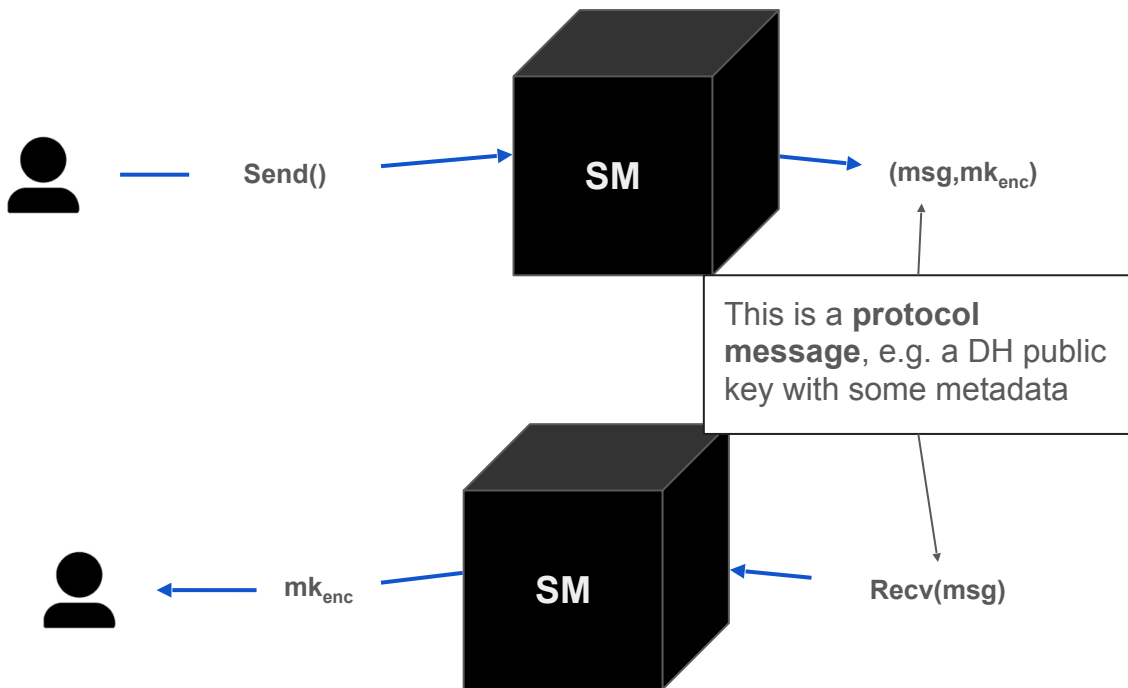 Send()
SM
(msg,mkenc)
This is a protocol
message, e.g. a DH public
key with some metadata
mkenc
SM
Recv(msg)